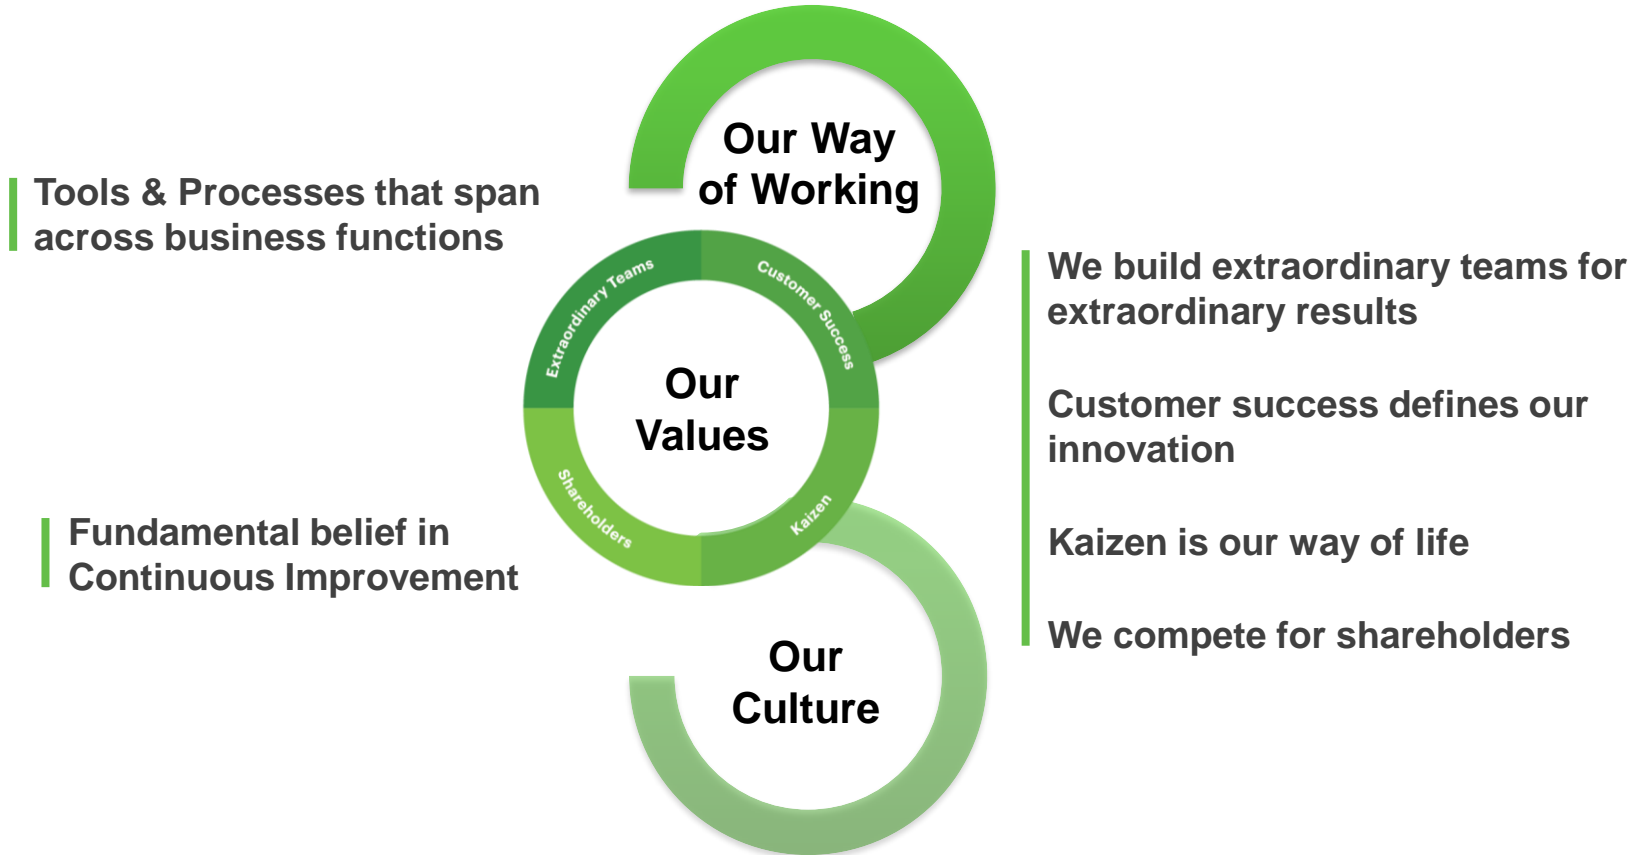 Our Way
of Working
Tools & Processes that span
across business functions
Extraordinary Teams
Customer Success
We build extraordinary teams for
extraordinary results
Our
Values
Customer success defines our
innovation
Shareholders
Kaizen
Fundamental belief in
Continuous Improvement
Kaizen is our way of life
We compete for shareholders
Our
Culture